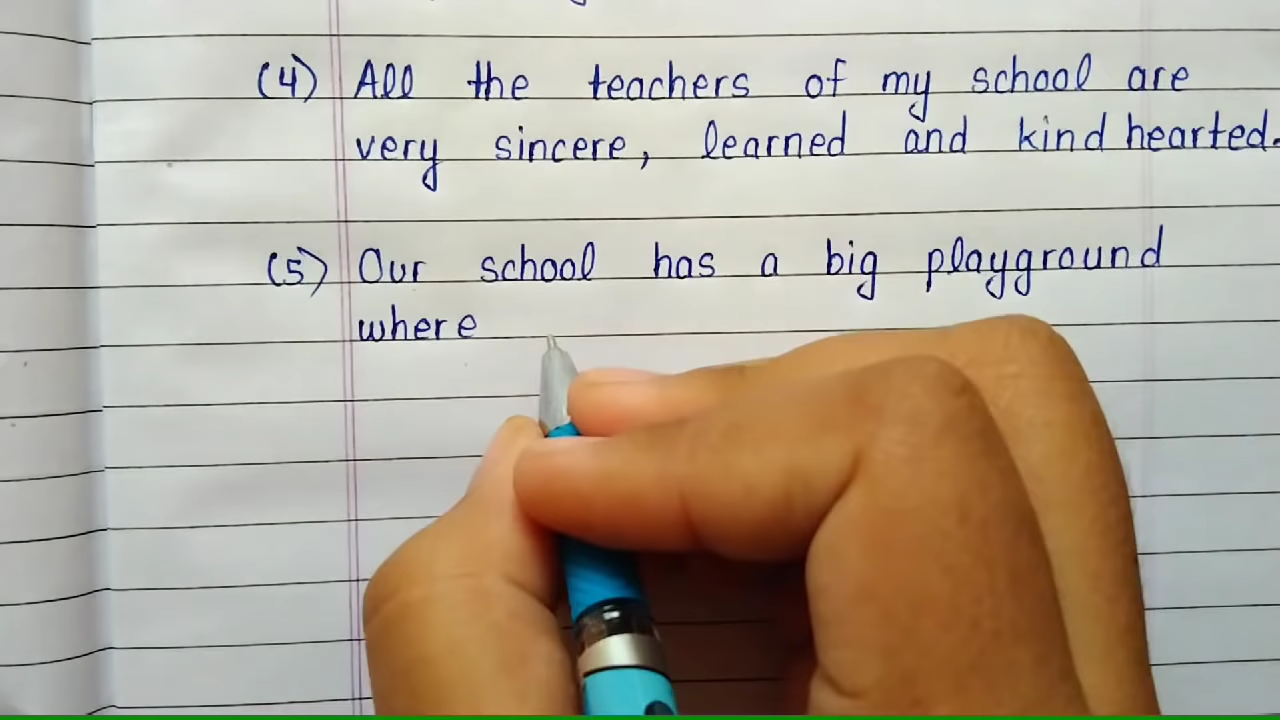 (4) All the teachers of my school are
very sincere, learned and kind hearted.
(5) Our school has a big playground
where